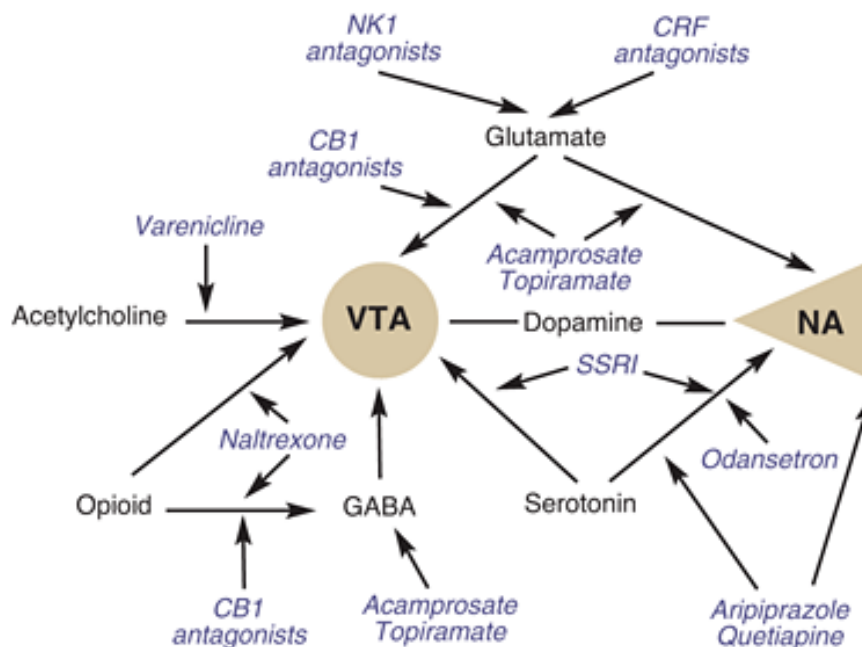 NK1
antagonists
CRF
antagonists
Glutamate
CB1
antagonists
Varenicline
Acamprosate
Topiramate
Acetylcholine
VTA
Dopamine
NA
SSRI
Naltrexone
Odansetron
Opioid
GABA
Serotonin
CB1
antagonists
Acamprosate
Topiramate
Aripiprazole
Quetiapine